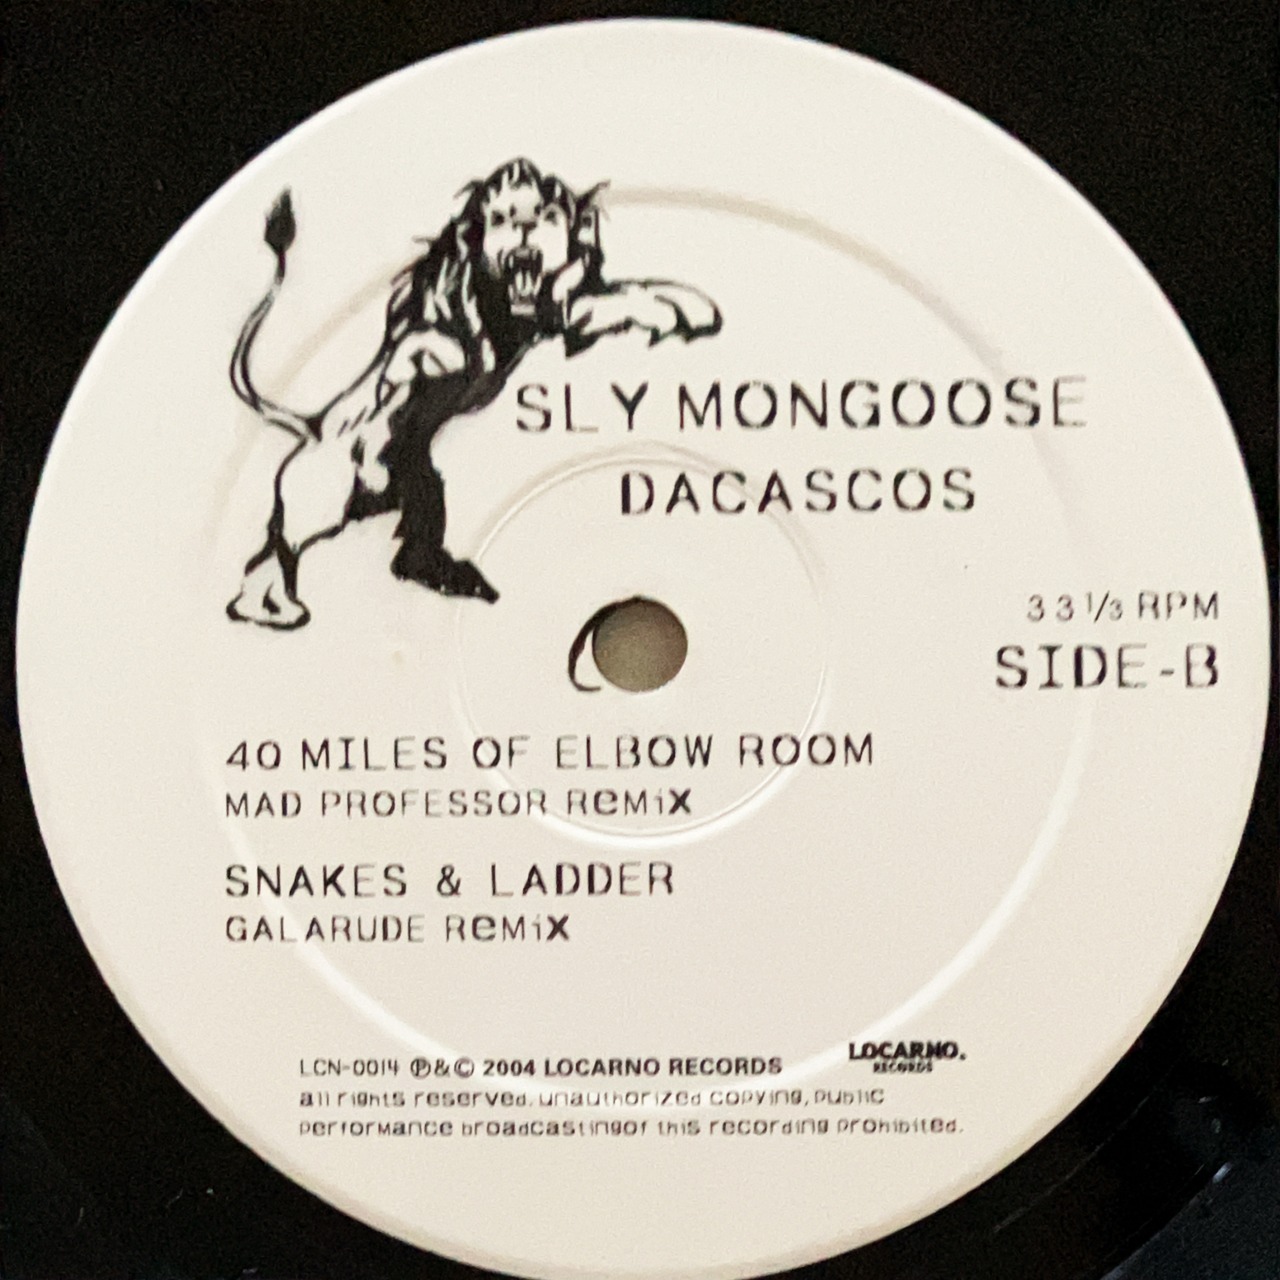 SLY MONGOOSE
DACASCOS
33 1/3 RPM
SIDE-B
40 MILES OF ELBOW ROOM
MAD PROFESSOR ReMiX
SNAKES & LADDER
GALARUDE ReMiX
LCN-0014 ℗&© 2004 LOCARNO RECORDS
LOCARNO.
RECORDS
all rights reserved. unauthorized copying, public
performance broadcastingof this recording prohibited.